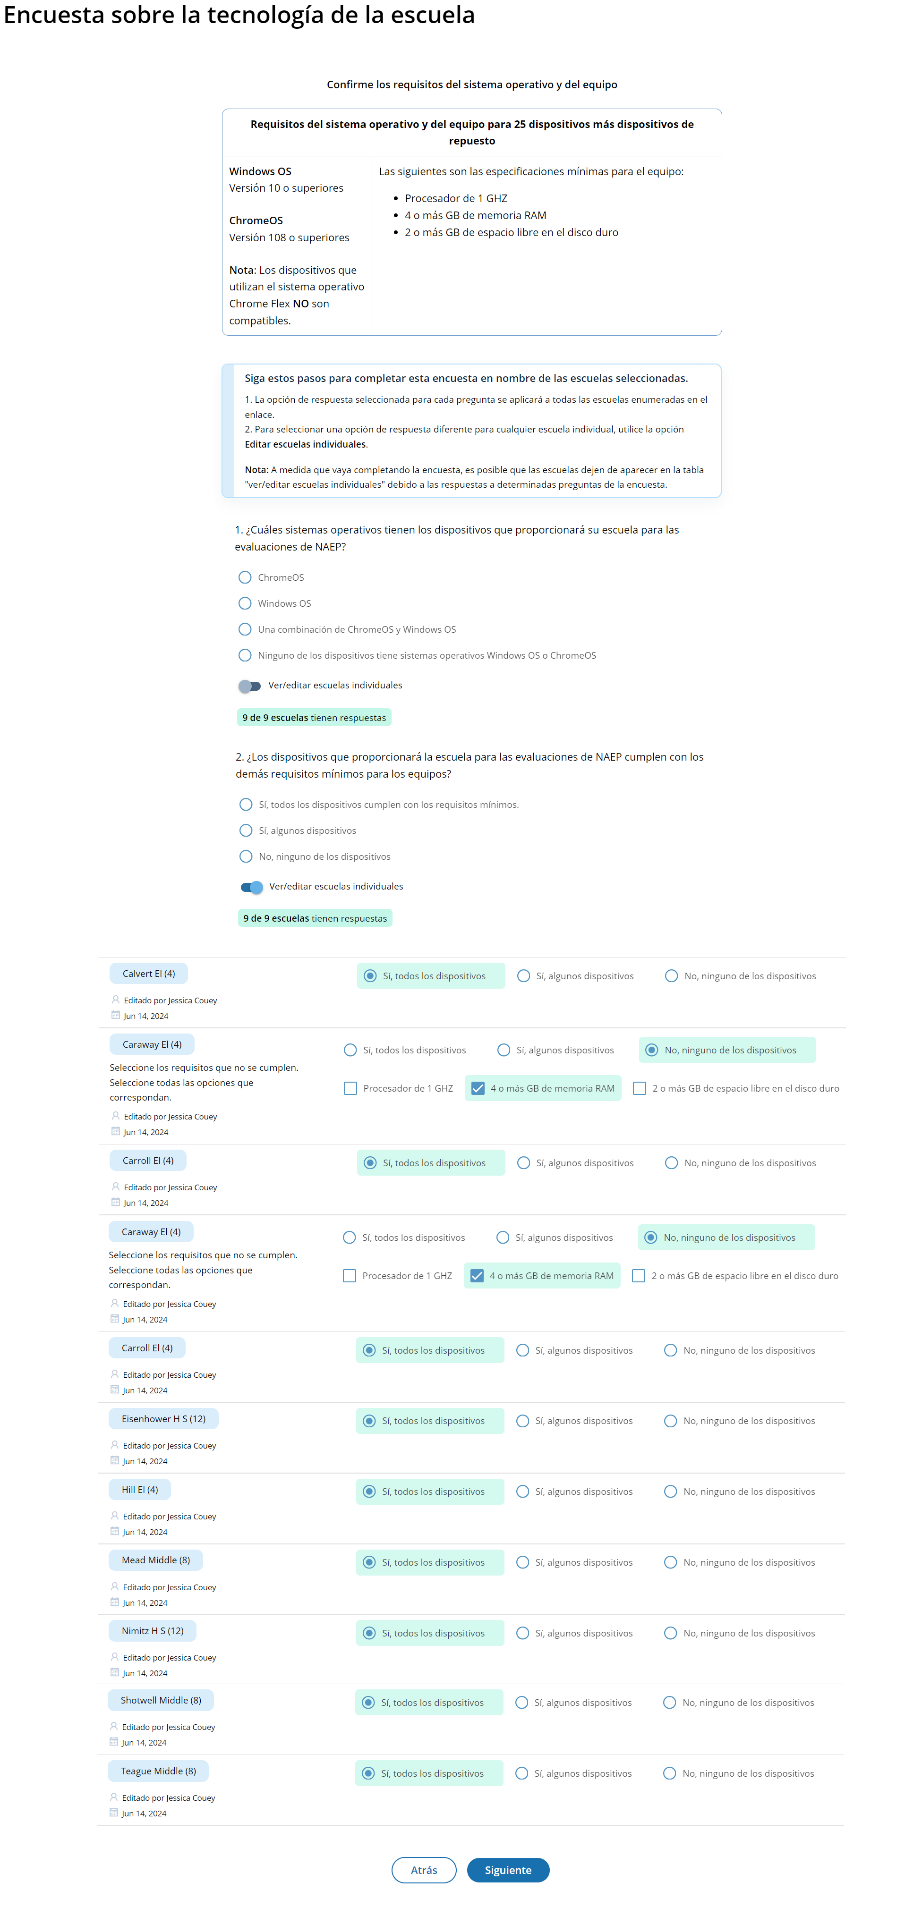 Encuesta sobre la tecnología de la escuela
Confirme los requisitos del sistema operativo y del equipo
Requisitos del sistema operativo y del equipo para 25 dispositivos más dispositivos de
repuesto
Windows OS
Versión 10 o superiores
ChromeOS
Versión 108 o superiores
Nota: Los dispositivos que
utilizan el sistema operativo
Chrome Flex NO son
compatibles.
Las siguientes son las especificaciones mínimas para el equipo:
• Procesador de 1 GHZ
• 4 o más GB de memoria RAM
• 2 o más GB de espacio libre en el disco duro
Siga estos pasos para completar esta encuesta en nombre de las escuelas seleccionadas.
1. La opción de respuesta seleccionada para cada pregunta se aplicará a todas las escuelas enumeradas en el
enlace.
2. Para seleccionar una opción de respuesta diferente para cualquier escuela individual, utilice la opción
Editar escuelas individuales.
Nota: A medida que vaya completando la encuesta, es posible que las escuelas dejen de aparecer en la tabla
"ver/editar escuelas individuales" debido a las respuestas a determinadas preguntas de la encuesta.
1. ¿Cuáles sistemas operativos tienen los dispositivos que proporcionará su escuela para las
evaluaciones de NAEP?
ChromeOS
Windows OS
Una combinación de ChromeOS y Windows OS
Ninguno de los dispositivos tiene sistemas operativos Windows OS o ChromeOS
Ver/editar escuelas individuales
9 de 9 escuelas tienen respuestas
2. ¿Los dispositivos que proporcionará la escuela para las evaluaciones de NAEP cumplen con los
demás requisitos mínimos para los equipos?
Sí, todos los dispositivos cumplen con los requisitos mínimos.
Sí, algunos dispositivos
No, ninguno de los dispositivos
Ver/editar escuelas individuales
9 de 9 escuelas tienen respuestas
Calvert El (4) Sí, todos los dispositivos Sí, algunos dispositivos No, ninguno de los dispositivos
Editado por Jessica Couey
Jun 14, 2024
Caraway El (4) Sí, todos los dispositivos Sí, algunos dispositivos No, ninguno de los dispositivos
Seleccione los requisitos que no se cumplen.
Seleccione todas las opciones que
correspondan.
Procesador de 1 GHZ 4 o más GB de memoria RAM 2 o más GB de espacio libre en el disco duro
Editado por Jessica Couey
Jun 14, 2024
Carroll El (4) Sí, todos los dispositivos Sí, algunos dispositivos No, ninguno de los dispositivos
Editado por Jessica Couey
Jun 14, 2024
Caraway El (4) Sí, todos los dispositivos Sí, algunos dispositivos No, ninguno de los dispositivos
Seleccione los requisitos que no se cumplen.
Seleccione todas las opciones que
correspondan.
Procesador de 1 GHZ 4 o más GB de memoria RAM 2 o más GB de espacio libre en el disco duro
Editado por Jessica Couey
Jun 14, 2024
Carroll El (4) Sí, todos los dispositivos Sí, algunos dispositivos No, ninguno de los dispositivos
Editado por Jessica Couey
Jun 14, 2024
Eisenhower H S (12) Sí, todos los dispositivos Sí, algunos dispositivos No, ninguno de los dispositivos
Editado por Jessica Couey
Jun 14, 2024
Hill El (4) Sí, todos los dispositivos Sí, algunos dispositivos No, ninguno de los dispositivos
Editado por Jessica Couey
Jun 14, 2024
Mead Middle (8) Sí, todos los dispositivos Sí, algunos dispositivos No, ninguno de los dispositivos
Editado por Jessica Couey
Jun 14, 2024
Nimitz H S (12) Sí, todos los dispositivos Sí, algunos dispositivos No, ninguno de los dispositivos
Editado por Jessica Couey
Jun 14, 2024
Shotwell Middle (8) Sí, todos los dispositivos Sí, algunos dispositivos No, ninguno de los dispositivos
Editado por Jessica Couey
Jun 14, 2024
Teague Middle (8) Sí, todos los dispositivos Sí, algunos dispositivos No, ninguno de los dispositivos
Editado por Jessica Couey
Jun 14, 2024
Atrás Siguiente